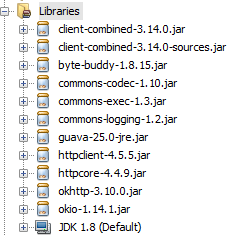 Libraries
client-combined-3.14.0.jar
client-combined-3.14.0-sources.jar
byte-buddy-1.8.15.jar
commons-codec-1.10.jar
commons-exec-1.3.jar
commons-logging-1.2.jar
guava-25.0-jre.jar
httpclient-4.5.5.jar
httpcore-4.4.9.jar
okhttp-3.10.0.jar
okio-1.14.1.jar
JDK 1.8 (Default)